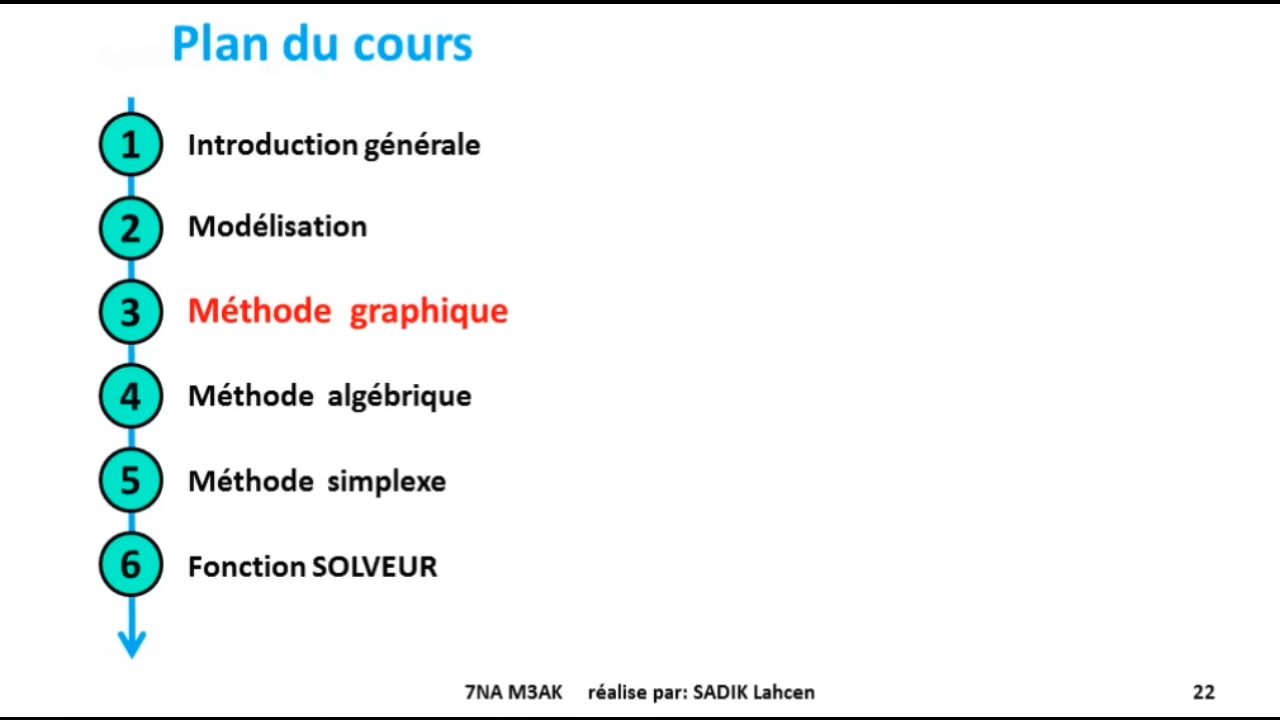 Plan du cours
1 Introduction générale
2 Modélisation
3 Méthode graphique
4 Méthode algébrique
5 Méthode simplexe
6 Fonction SOLVEUR
7NA M3AK réalise par: SADIK Lahcen 22